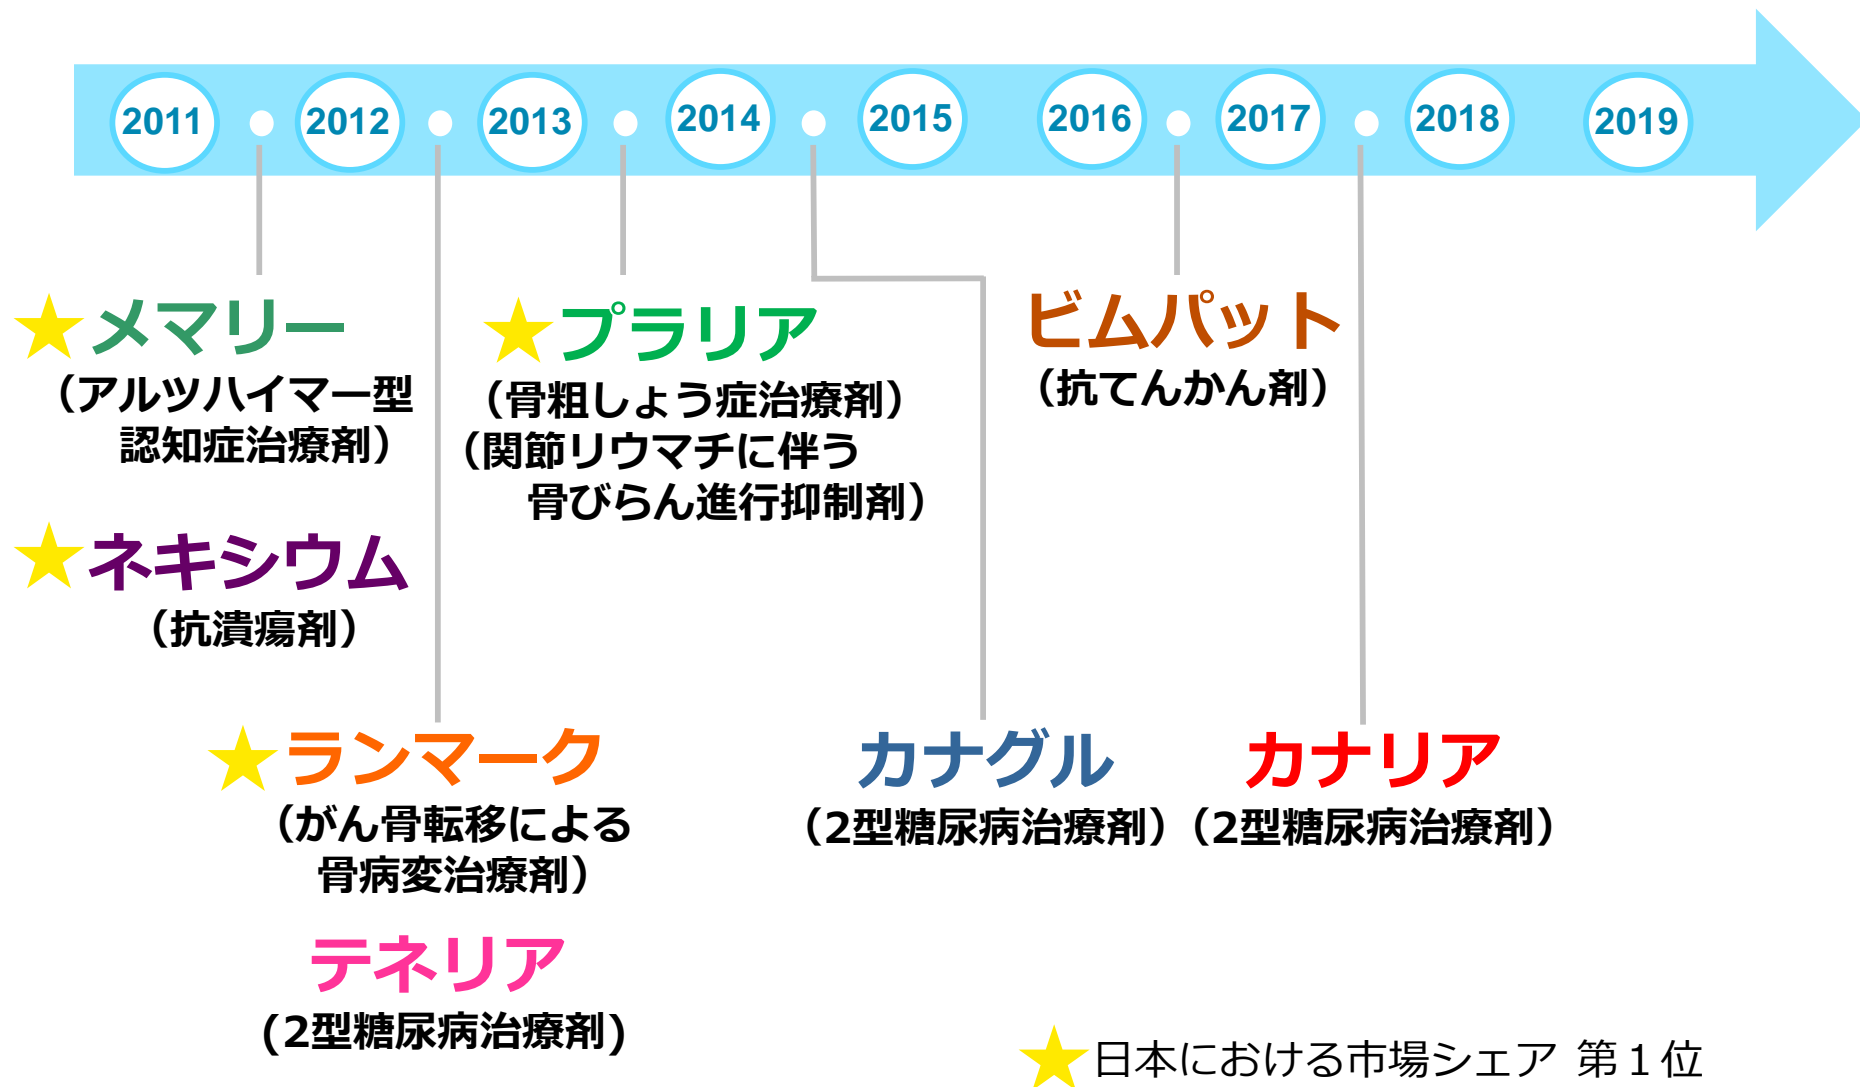 2011 2012 2013 2014 2015 2016 2017 2018 2019
★メマリー
（アルツハイマー型
認知症治療剤）
★ネキシウム
（抗潰瘍剤）
★プラリア
（骨粗しょう症治療剤）
（関節リウマチに伴う
骨びらん進行抑制剤）
ビムパット
（抗てんかん剤）
★ランマーク
（がん骨転移による
骨病変治療剤）
テネリア
(2型糖尿病治療剤)
カナグル
（2型糖尿病治療剤）
カナリア
（2型糖尿病治療剤）
★日本における市場シェア 第１位